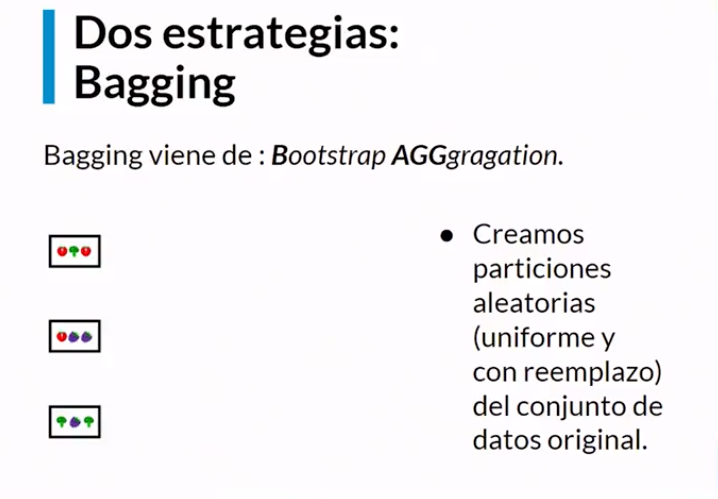 Dos estrategias:
Bagging
Bagging viene de : Bootstrap AGGgragation.
● Creamos
particiones
aleatorias
(uniforme y
con reemplazo)
del conjunto de
datos original.